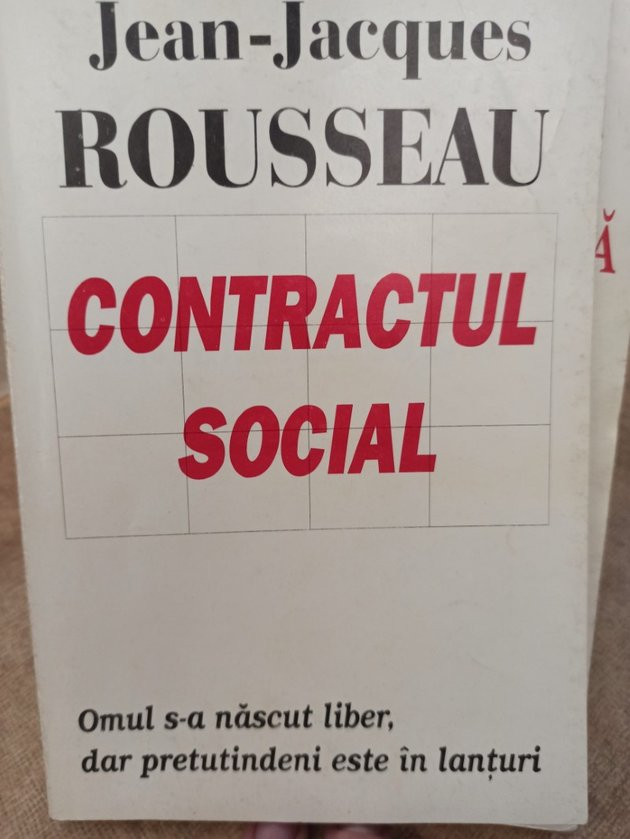 Jean-Jacques
ROUSSEAU
CONTRACTUL
SOCIAL
Omul s-a născut liber,
dar pretutindeni este în lanțuri
Ă